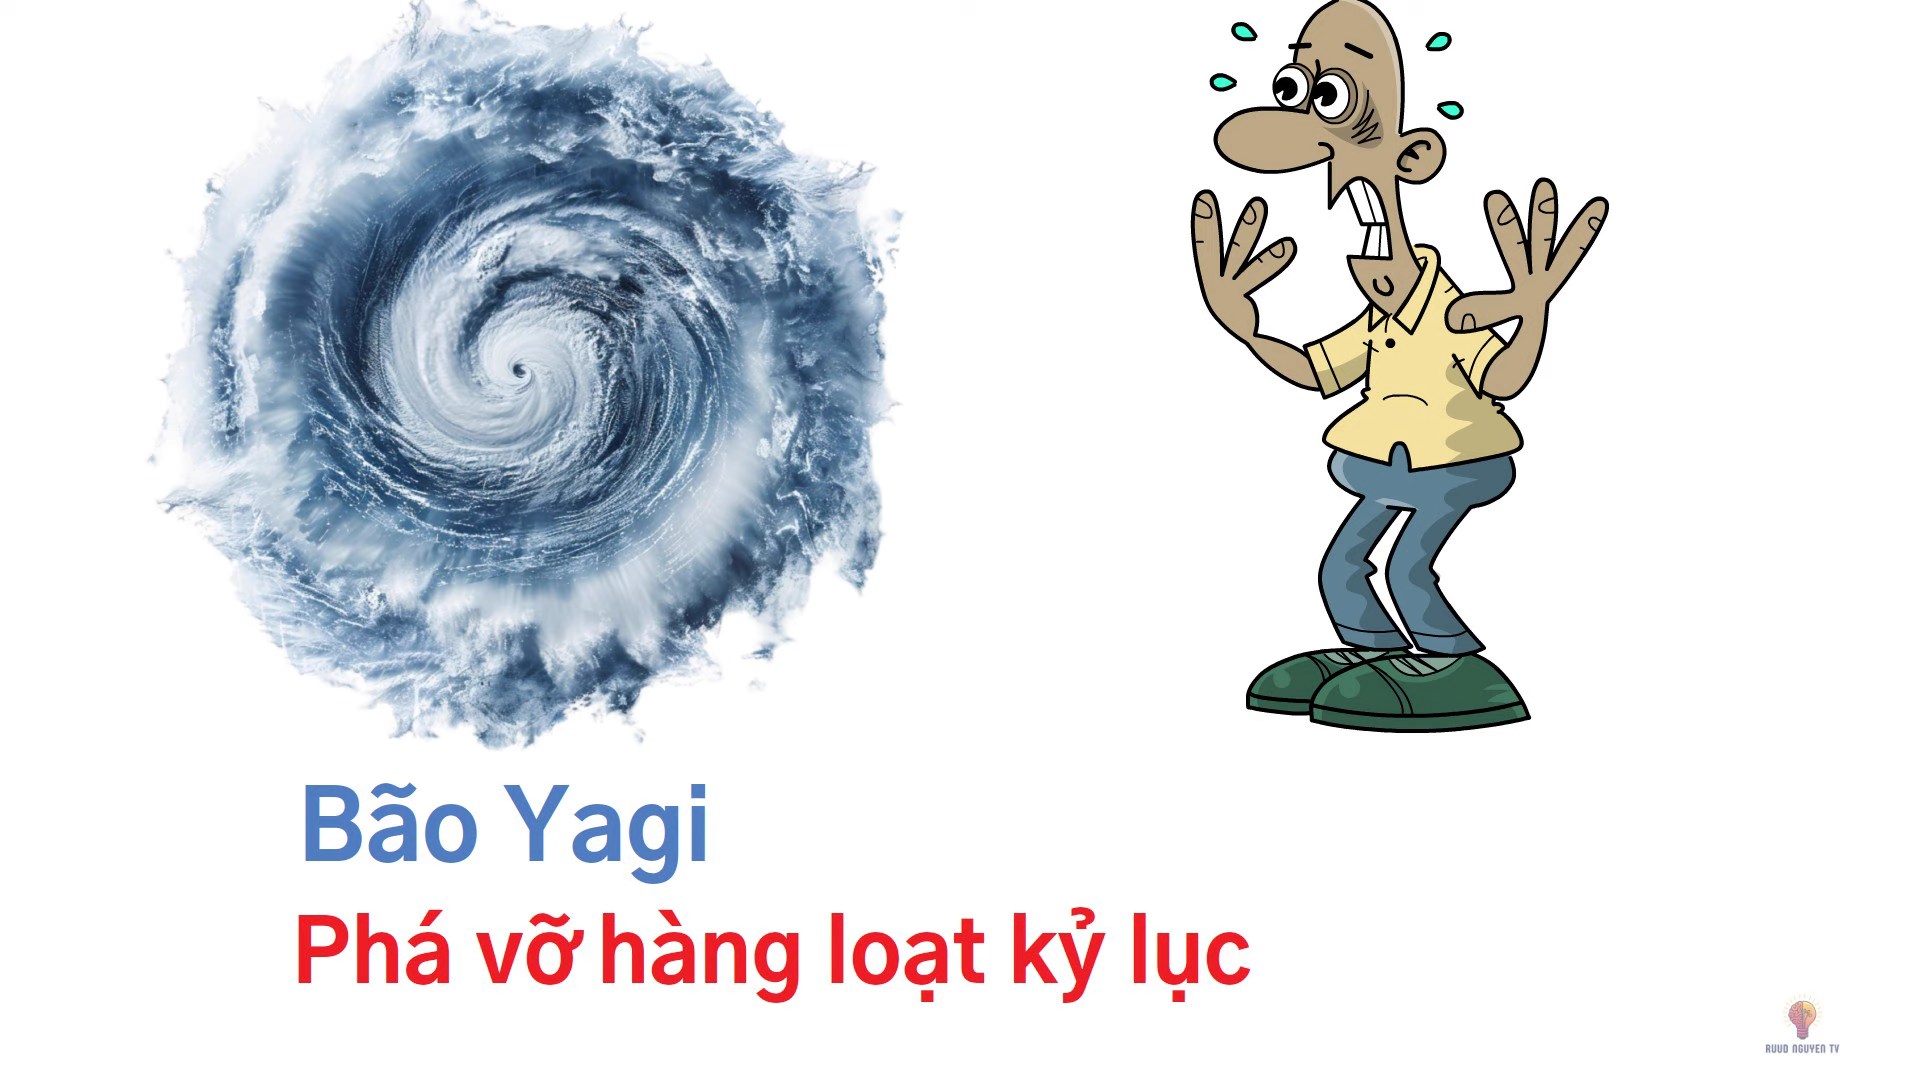 Bão Yagi
Phá vỡ hàng loạt kỷ lục
RUUD NGUYEN TV